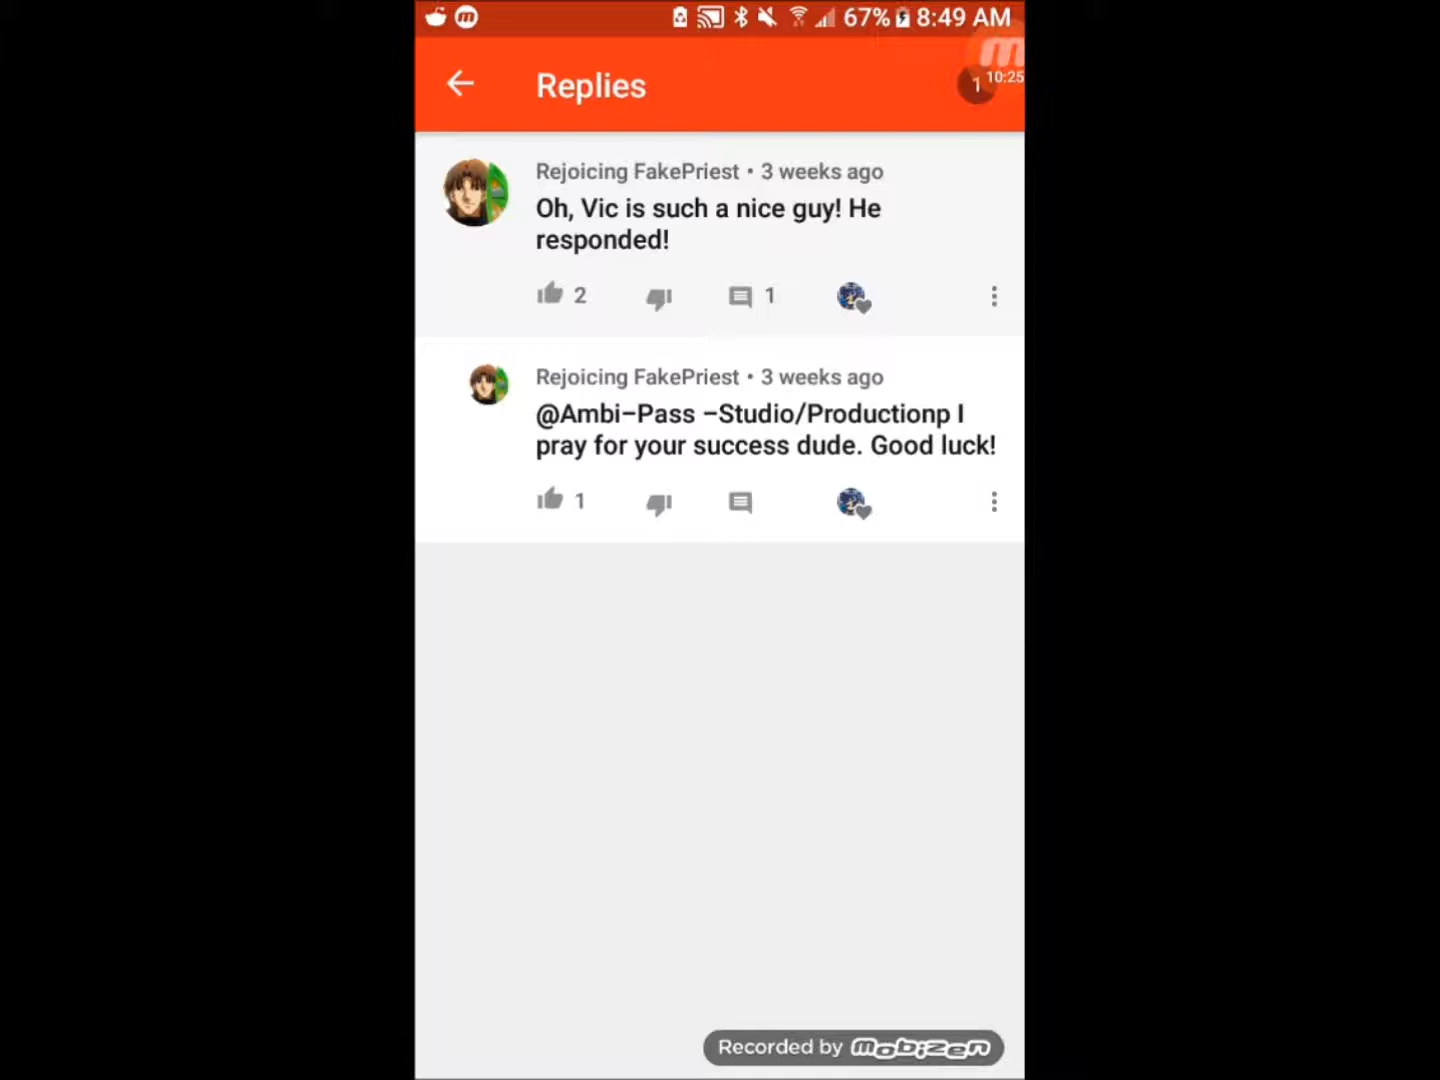 67% 8:49 AM
Replies
1 10:25
Rejoicing FakePriest • 3 weeks ago
Oh, Vic is such a nice guy! He
responded!
2 1
Rejoicing FakePriest • 3 weeks ago
@Ambi–Pass –Studio/Productionp I
pray for your success dude. Good luck!
1
Recorded by mobizen